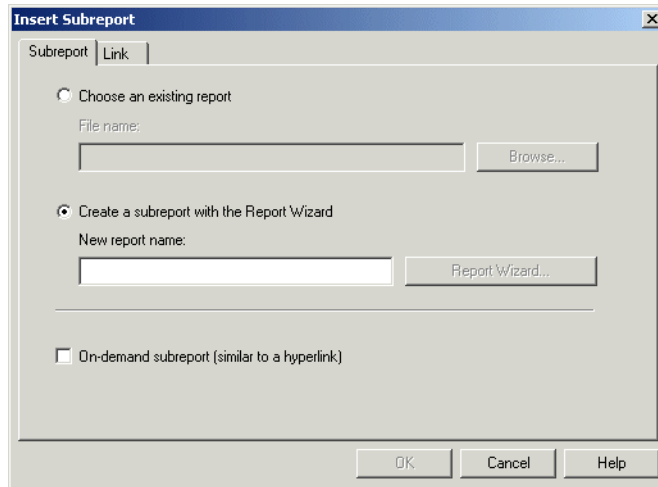 Insert Subreport
Subreport Link
Choose an existing report
File name:
Browse...
Create a subreport with the Report Wizard
New report name:
Report Wizard...
On-demand subreport (similar to a hyperlink)
OK Cancel Help